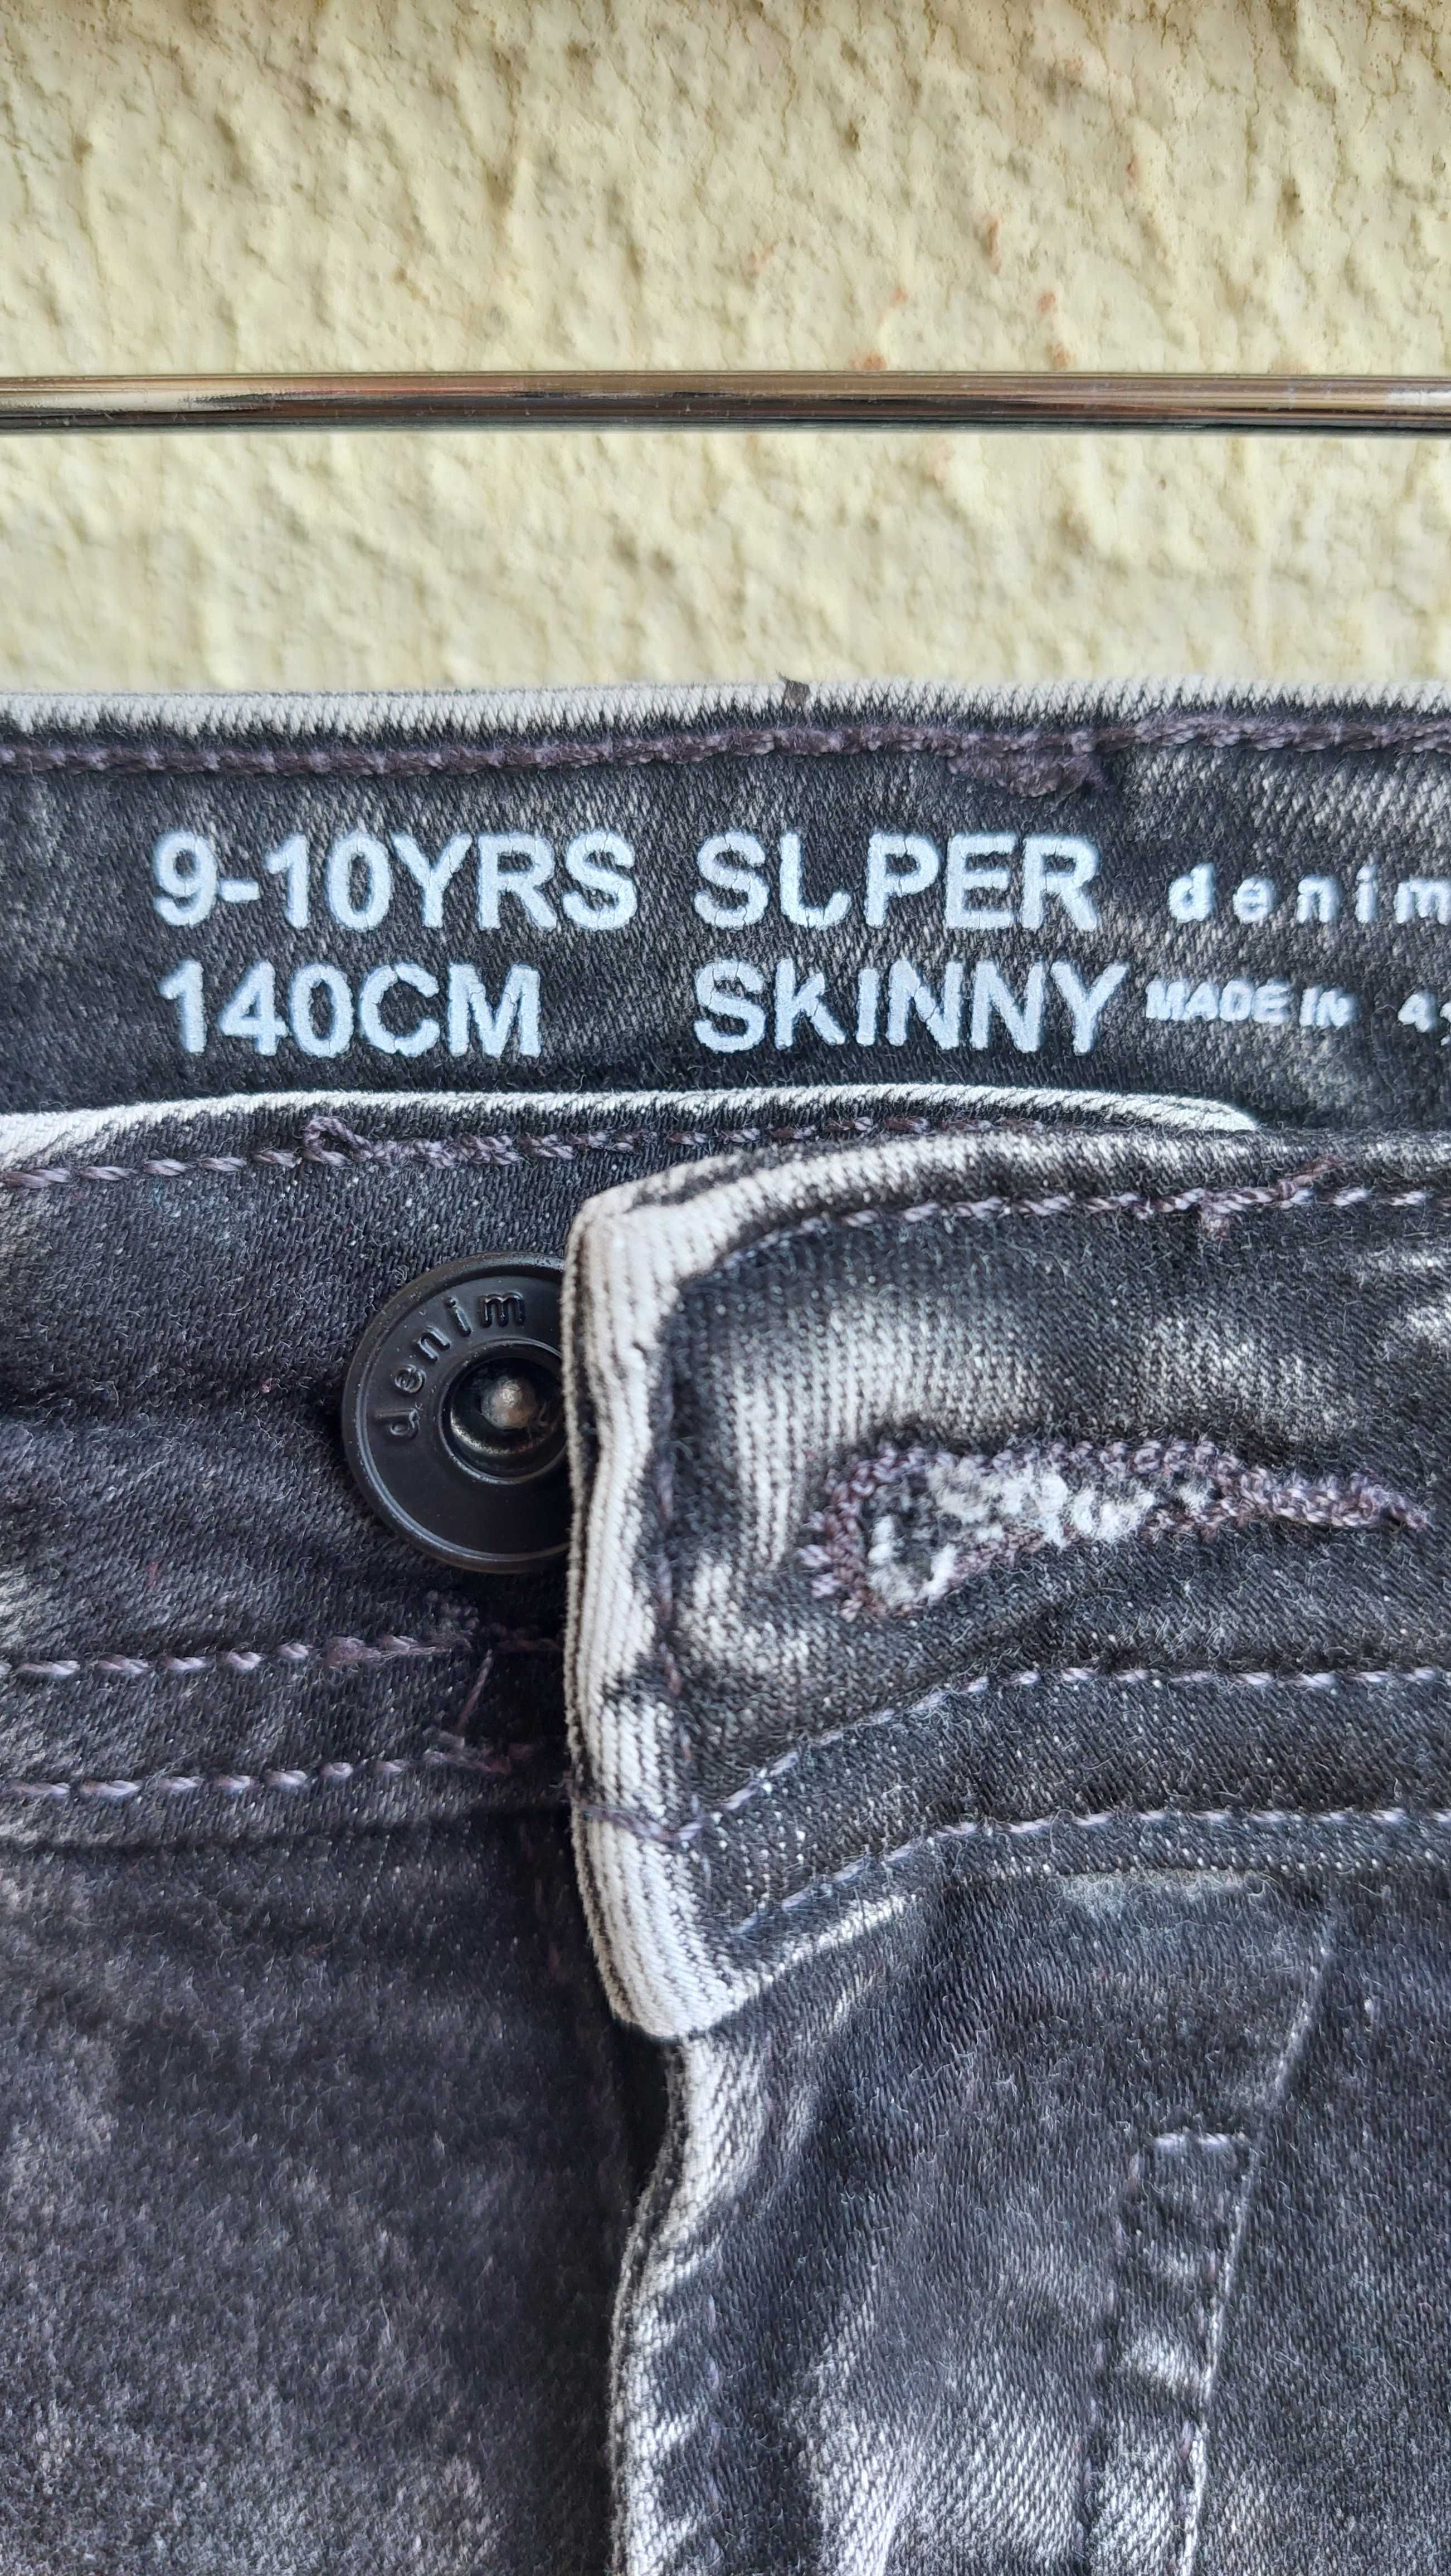 9-10YRS SLPER denim
140CM SKINNY MADE IN
denim